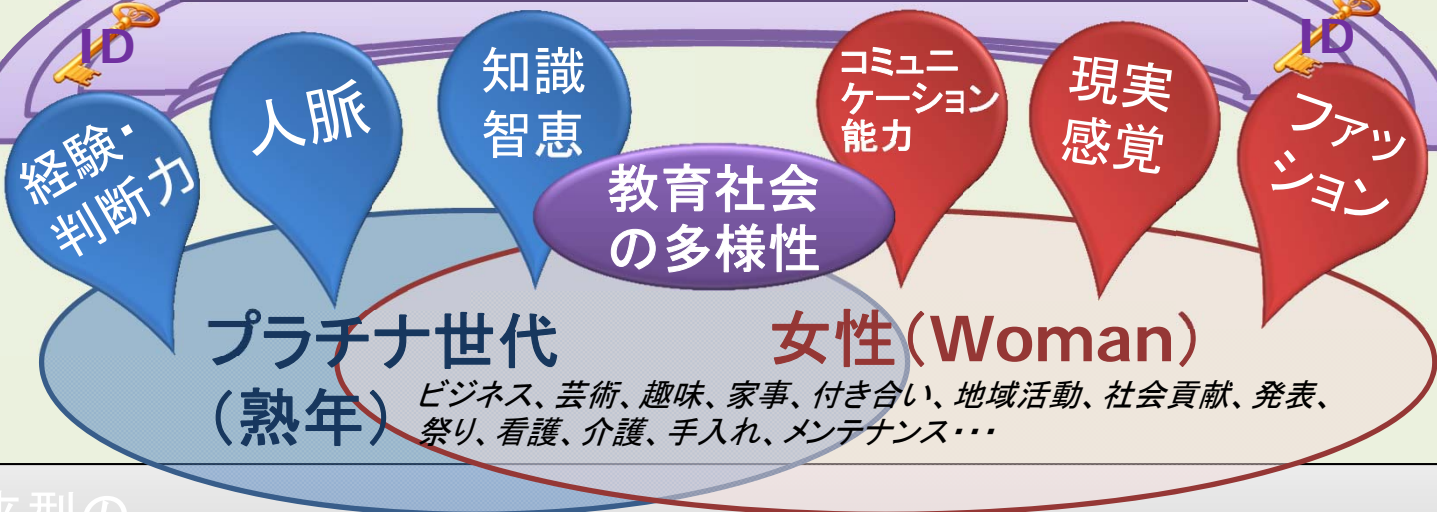 ID
ID
経験・
判断力
人脈
知識
智恵
コミュニ
ケーション
能力
現実
感覚
ファッ
ション
教育社会
の多様性
プラチナ世代
（熟年）
女性（Woman）
ビジネス、芸術、趣味、家事、付き合い、地域活動、社会貢献、発表、
祭り、看護、介護、手入れ、メンテナンス・・・
型の